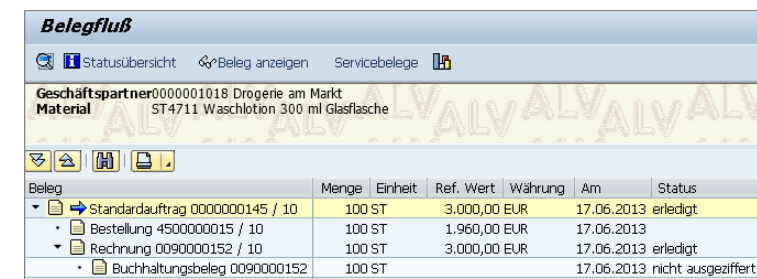 Belegfluß
Statusübersicht Beleg anzeigen Servicebelege
Geschäftspartner0000001018 Drogerie am Markt
Material ST4711 Waschlotion 300 ml Glasflasche
Beleg Menge Einheit Ref. Wert Währung Am Status
Standardauftrag 0000000145 / 10 100 ST 3.000,00 EUR 17.06.2013 erledigt
Bestellung 4500000015 / 10 100 ST 1.960,00 EUR 17.06.2013
Rechnung 0090000152 / 10 100 ST 3.000,00 EUR 17.06.2013 erledigt
Buchhaltungsbeleg 0090000152 100 ST 17.06.2013 nicht ausgeziffert